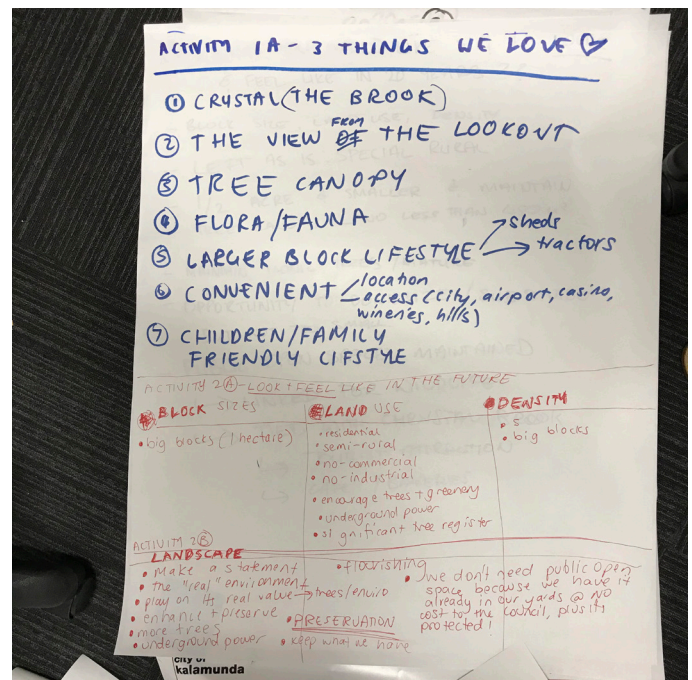 ACTIVITY 1A - 3 THINGS WE LOVE
① CRYSTAL (THE BROOK)
② THE VIEW OF FROM THE LOOKOUT
③ TREE CANOPY
④ FLORA/FAUNA
⑤ LARGER BLOCK LIFESTYLE → sheds
→ tractors
⑥ CONVENIENT < location
access (city, airport, casino,
wineries, hills)
⑦ CHILDREN/FAMILY
FRIENDLY LIFSTYLE
ACTIVITY 2Ⓐ - LOOK + FEEL LIKE IN THE FUTURE
BLOCK SIZES
• big blocks (1 hectare)
LAND USE
• residential
• semi-rural
• no-commercial
• no-industrial
• encourage trees + greenery
• underground power
• significant tree register
DENSITY
• 5
• big blocks
ACTIVITY 2Ⓑ
LANDSCAPE
• Make a statement
• the "real" environment
• play on its real value → trees/enviro
• enhance + preserve
• more trees
• underground power
• flourishing
• PRESERVATION
• keep what we have
• we don't need public open
space because we have it
already in our yards @ NO
cost to the council, plus its
protected!
city of
kalamunda